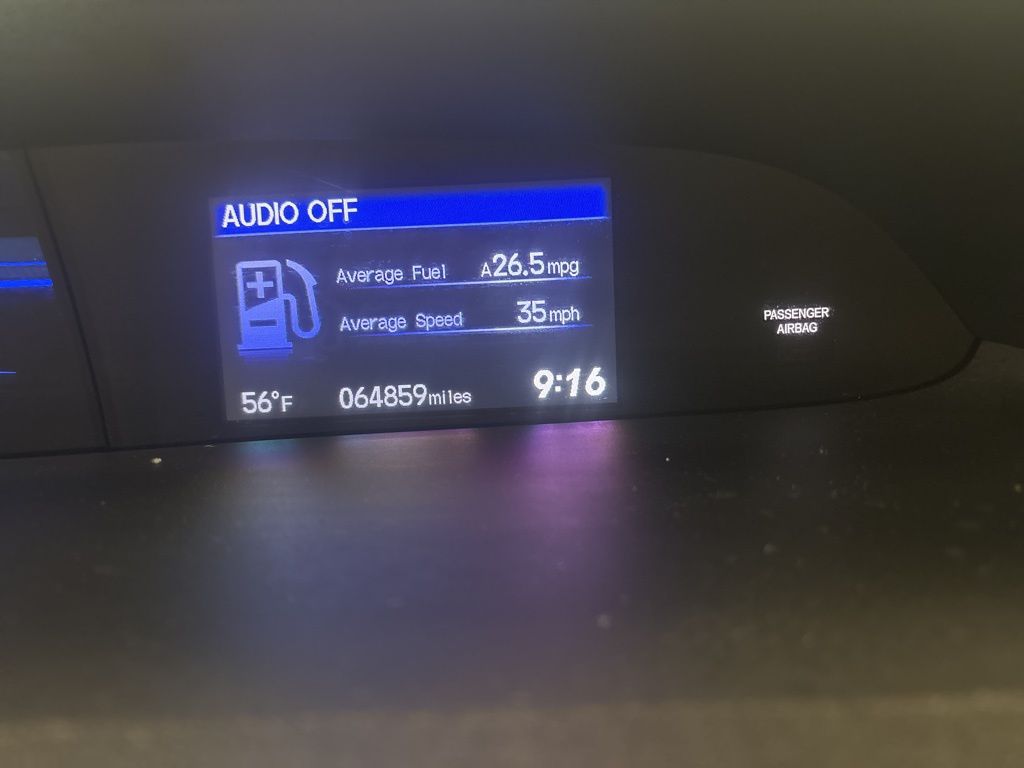 AUDIO OFF
Average Fuel A26.5mpg
Average Speed 35mph
56°F 064859miles 9:16
PASSENGER
AIRBAG